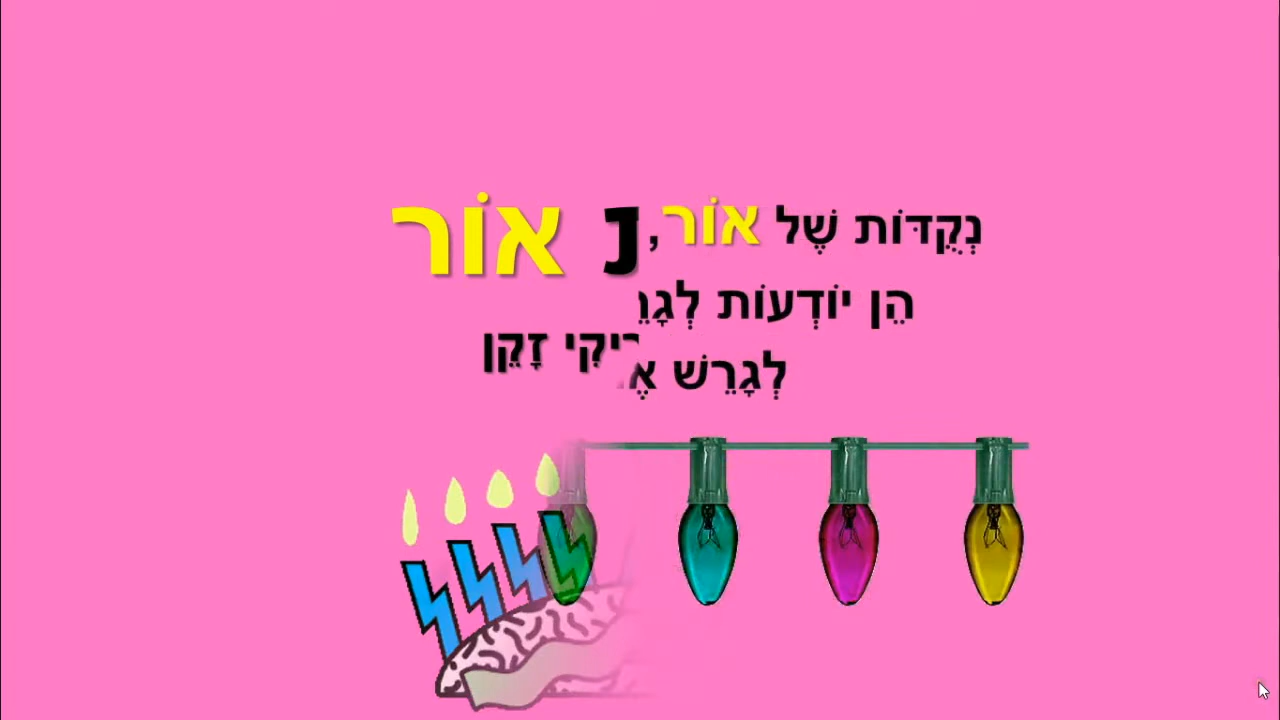 נְקֻדּוֹת שֶׁל אוֹר,
הֵן יוֹדְעוֹת
לְגָרֵשׁ
אוֹר
זָקֵן